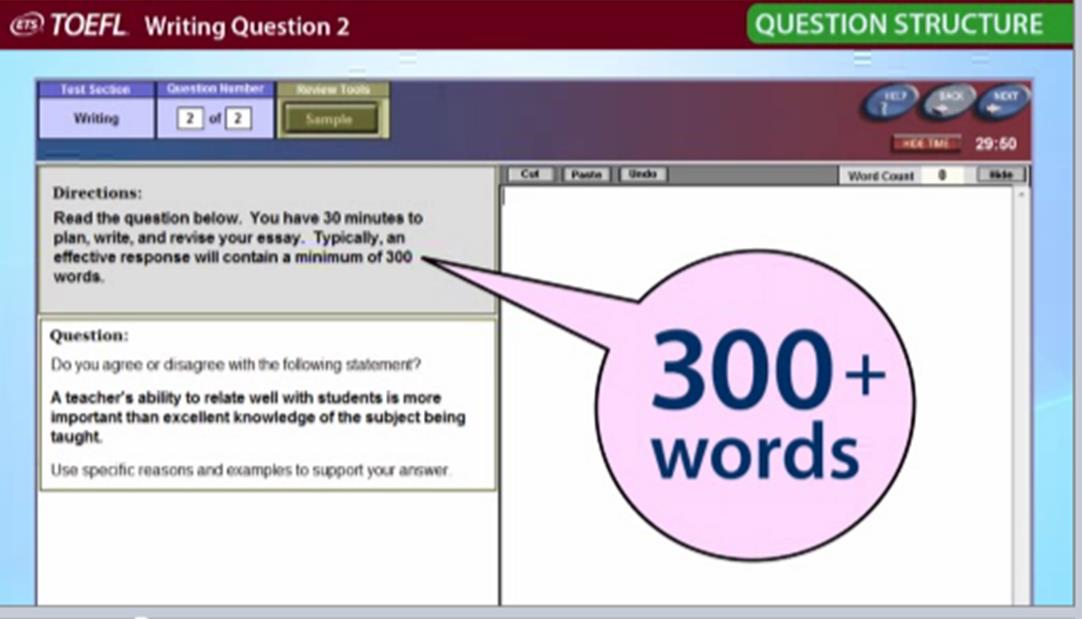 ETS TOEFL Writing Question 2
QUESTION STRUCTURE
Test Section
Question Number
Review Tools
Writing
2 of 2
Sample
HELP
?
BACK
NEXT
HIDE TIME 29:50
Cut Paste Undo
Word Count 0 Hide
Directions:
Read the question below. You have 30 minutes to
plan, write, and revise your essay. Typically, an
effective response will contain a minimum of 300
words.
Question:
Do you agree or disagree with the following statement?
A teacher's ability to relate well with students is more
important than excellent knowledge of the subject being
taught.
Use specific reasons and examples to support your answer.
300+
words